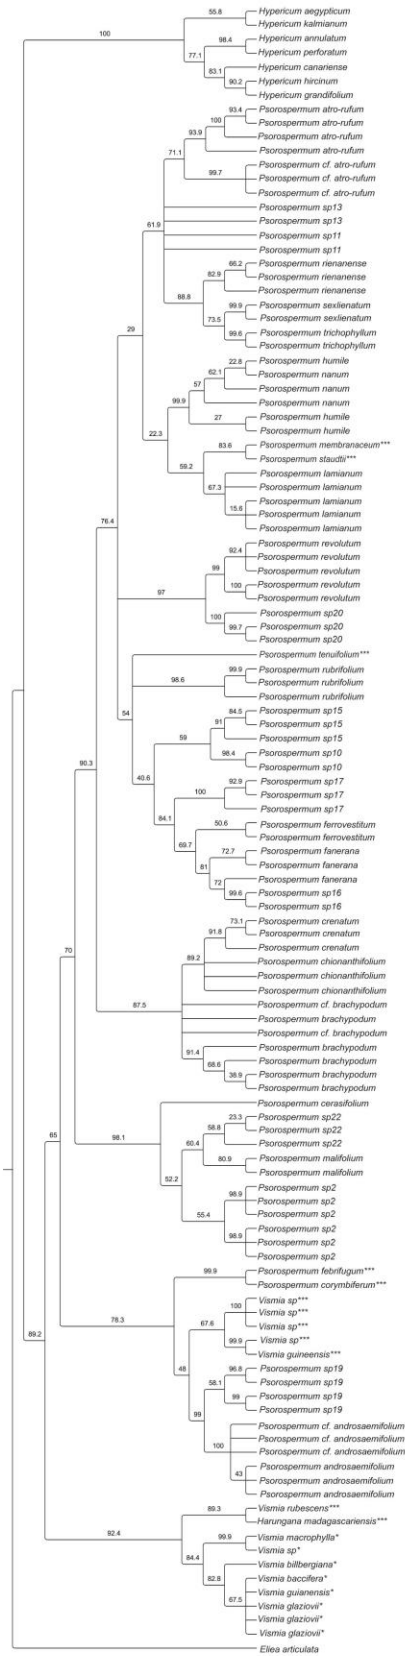 55.8
Hypericum aegypticum
Hypericum kalmianum
100
98.4
Hypericum annulatum
Hypericum perforatum
77.1
83.1
Hypericum canariense
90.2
Hypericum hircinum
Hypericum grandifolium
93.4
Psorospermum atro-rufum
100
Psorospermum atro-rufum
93.9
Psorospermum atro-rufum
71.1
Psorospermum atro-rufum
Psorospermum cf. atro-rufum
99.7
Psorospermum cf. atro-rufum
Psorospermum cf. atro-rufum
Psorospermum sp13
61.9
Psorospermum sp13
Psorospermum sp11
Psorospermum sp11
66.2
Psorospermum rienanense
82.9
Psorospermum rienanense
Psorospermum rienanense
88.8
99.9
Psorospermum sexlienatum
73.5
Psorospermum sexlienatum
29
99.6
Psorospermum trichophyllum
Psorospermum trichophyllum
22.8
Psorospermum humile
62.1
Psorospermum nanum
57
Psorospermum nanum
99.9
Psorospermum nanum
27
Psorospermum humile
22.3
Psorospermum humile
83.6
Psorospermum membranaceum***
59.2
Psorospermum staudtii***
67.3
Psorospermum lamianum
Psorospermum lamianum
Psorospermum lamianum
15.6
Psorospermum lamianum
Psorospermum lamianum
76.4
Psorospermum revolutum
92.4
Psorospermum revolutum
99
Psorospermum revolutum
100
Psorospermum revolutum
97
Psorospermum revolutum
100
Psorospermum sp20
99.7
Psorospermum sp20
Psorospermum sp20
Psorospermum tenuifolium***
99.9
Psorospermum rubrifolium
98.6
Psorospermum rubrifolium
Psorospermum rubrifolium
54
84.5
Psorospermum sp15
91
Psorospermum sp15
59
Psorospermum sp15
98.4
Psorospermum sp10
90.3
Psorospermum sp10
40.6
92.9
Psorospermum sp17
100
Psorospermum sp17
Psorospermum sp17
84.1
50.6
Psorospermum ferrovestitum
69.7
Psorospermum ferrovestitum
72.7
Psorospermum fanerana
81
Psorospermum fanerana
72
Psorospermum fanerana
99.6
Psorospermum sp16
Psorospermum sp16
73.1
Psorospermum crenatum
91.8
Psorospermum crenatum
Psorospermum crenatum
89.2
Psorospermum chionanthifolium
70
Psorospermum chionanthifolium
Psorospermum chionanthifolium
87.5
Psorospermum cf. brachypodum
Psorospermum brachypodum
Psorospermum cf. brachypodum
91.4
Psorospermum brachypodum
68.6
Psorospermum brachypodum
36.9
Psorospermum brachypodum
Psorospermum brachypodum
Psorospermum cerasifolium
23.3
Psorospermum sp22
58.8
Psorospermum sp22
65
98.1
60.4
Psorospermum sp22
80.9
Psorospermum malifolium
52.2
Psorospermum malifolium
Psorospermum sp2
98.9
Psorospermum sp2
55.4
Psorospermum sp2
Psorospermum sp2
98.9
Psorospermum sp2
Psorospermum sp2
99.9
Psorospermum febrifugum***
Psorospermum corymbiferum***
100
Vismia sp***
Vismia sp***
78.3
67.6
Vismia sp***
89.2
99.9
Vismia sp***
Vismia guineensis***
48
96.8
Psorospermum sp19
58.1
Psorospermum sp19
99
Psorospermum sp19
99
Psorospermum sp19
Psorospermum cf. androsaemifolium
Psorospermum cf. androsaemifolium
100
Psorospermum cf. androsaemifolium
43
Psorospermum androsaemifolium
Psorospermum androsaemifolium
Psorospermum androsaemifolium
89.3
Vismia rubescens***
Harungana madagascariensis***
92.4
99.9
Vismia macrophylla*
84.4
Vismia sp*
82.8
Vismia billbergiana*
Vismia baccifera*
67.5
Vismia guianensis*
Vismia glaziovii*
Vismia glaziovii*
Vismia glaziovii*
Eliea articulata